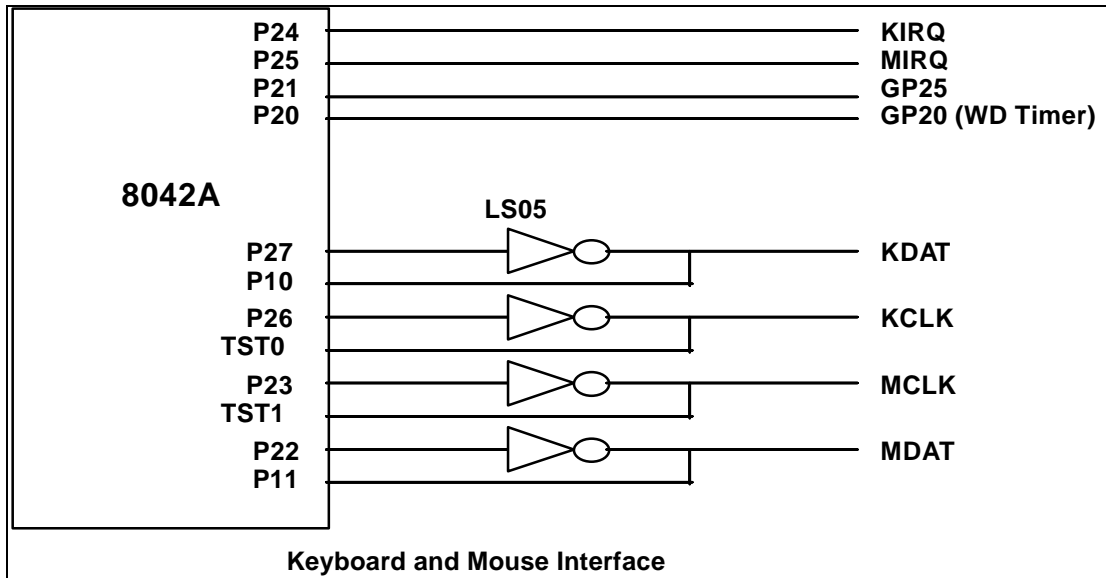 P24 KIRQ
P25 MIRQ
P21 GP25
P20 GP20 (WD Timer)
8042A
LS05
P27 KDAT
P10
P26 KCLK
TST0
P23 MCLK
TST1
P22 MDAT
P11
Keyboard and Mouse Interface